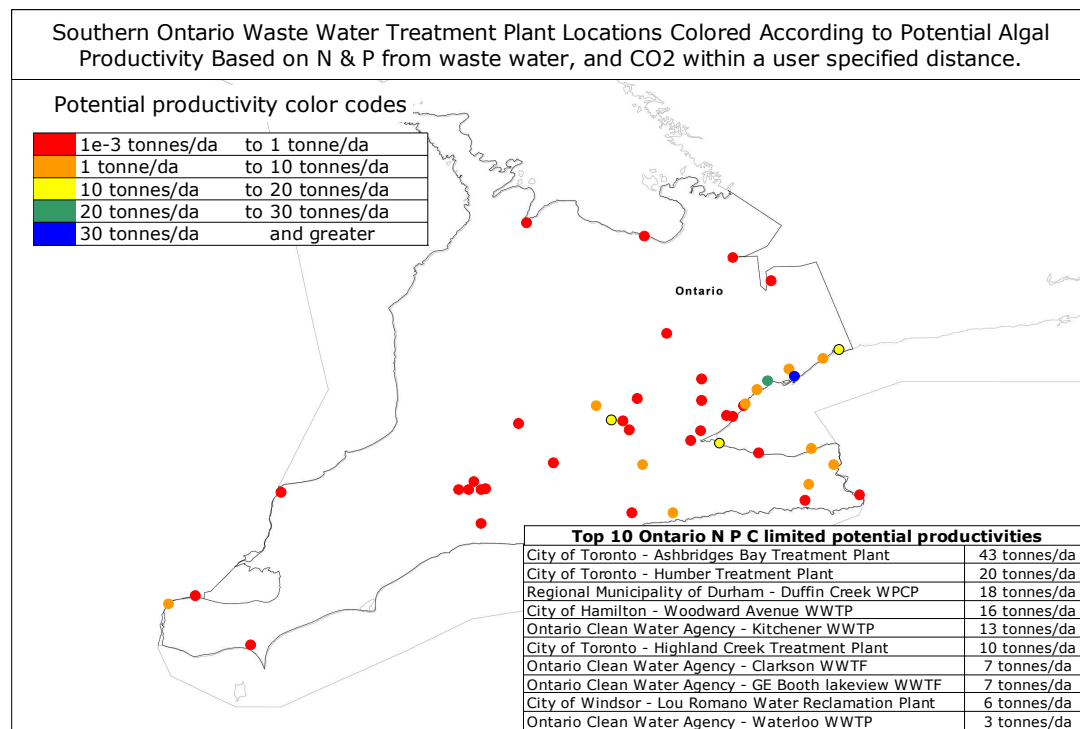 Southern Ontario Waste Water Treatment Plant Locations Colored According to Potential Algal
Productivity Based on N & P from waste water, and CO2 within a user specified distance.
Potential productivity color codes
1e-3 tonnes/da to 1 tonne/da
1 tonne/da to 10 tonnes/da
10 tonnes/da to 20 tonnes/da
20 tonnes/da to 30 tonnes/da
30 tonnes/da and greater
Ontario
Top 10 Ontario N P C limited potential productivities
City of Toronto - Ashbridges Bay Treatment Plant 43 tonnes/da
City of Toronto - Humber Treatment Plant 20 tonnes/da
Regional Municipality of Durham - Duffin Creek WPCP 18 tonnes/da
City of Hamilton - Woodward Avenue WWTP 16 tonnes/da
Ontario Clean Water Agency - Kitchener WWTP 13 tonnes/da
City of Toronto - Highland Creek Treatment Plant 10 tonnes/da
Ontario Clean Water Agency - Clarkson WWTF 7 tonnes/da
Ontario Clean Water Agency - GE Booth lakeview WWTF 7 tonnes/da
City of Windsor - Lou Romano Water Reclamation Plant 6 tonnes/da
Ontario Clean Water Agency - Waterloo WWTP 3 tonnes/da